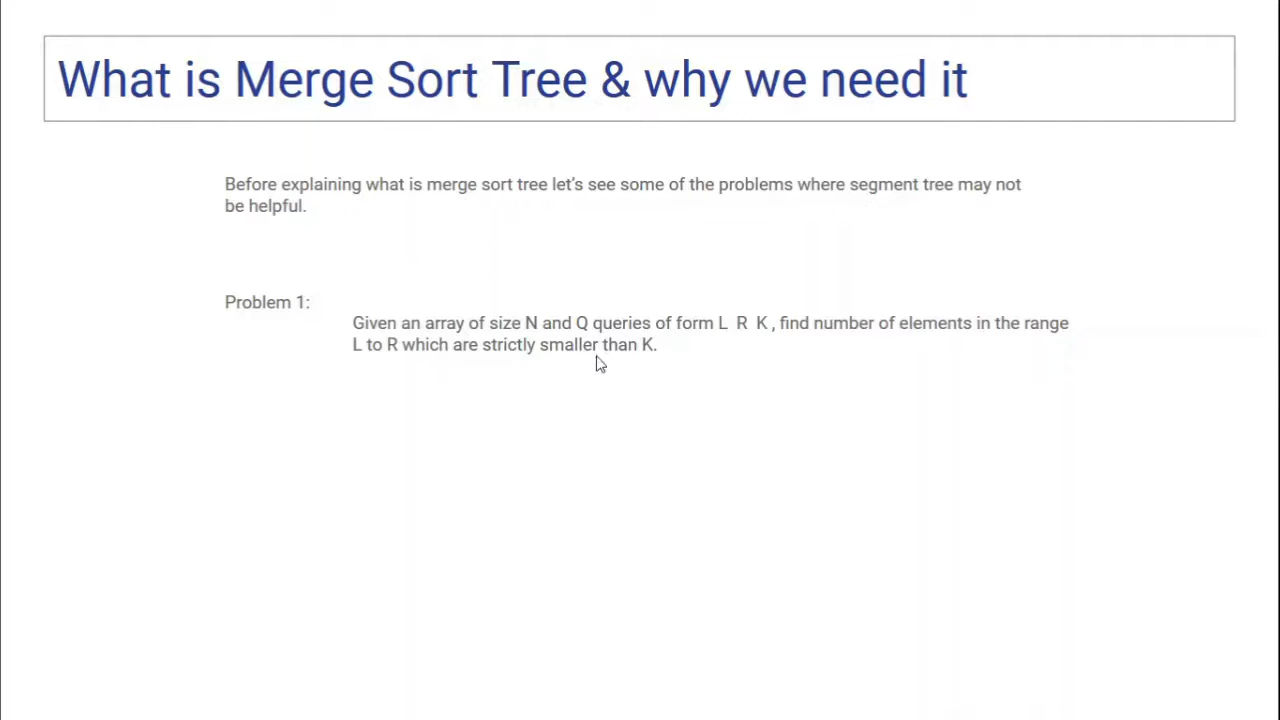 What is Merge Sort Tree & why we need it
Before explaining what is merge sort tree let's see some of the problems where segment tree may not
be helpful.
Problem 1:
Given an array of size N and Q queries of form L R K , find number of elements in the range
L to R which are strictly smaller than K.